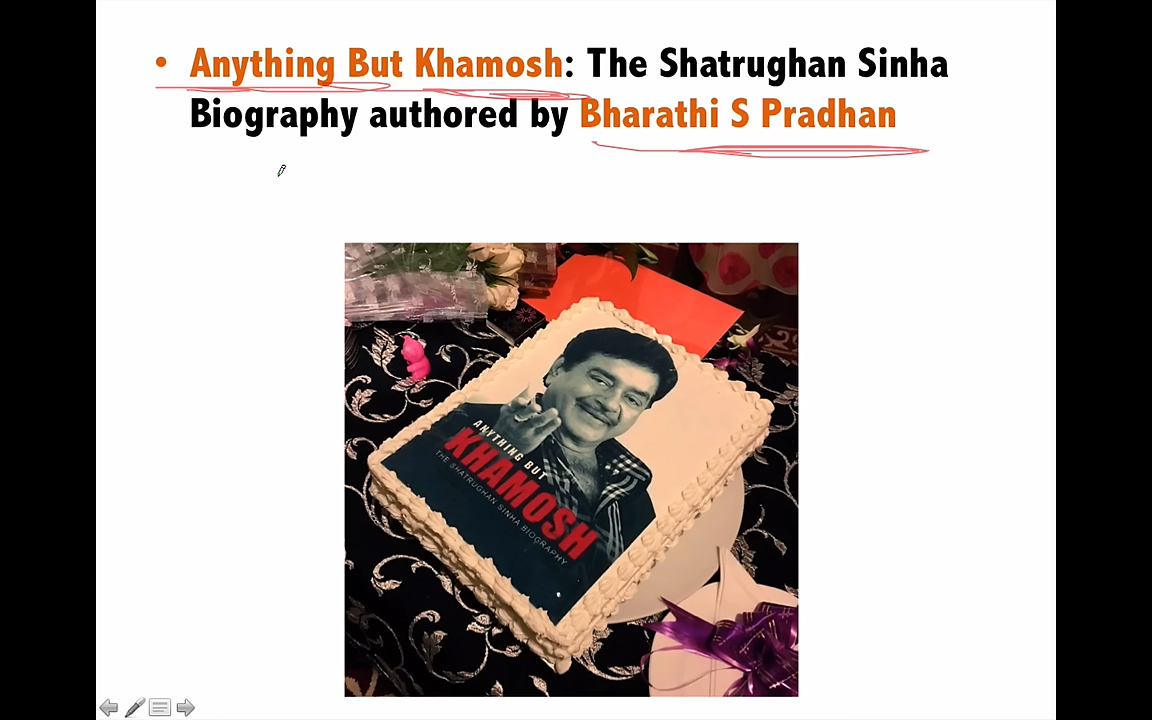 • Anything But Khamosh: The Shatrughan Sinha
Biography authored by Bharathi S Pradhan
ANYTHING BUT
KHAMOSH
THE SHATRUGHAN SINHA BIOGRAPHY